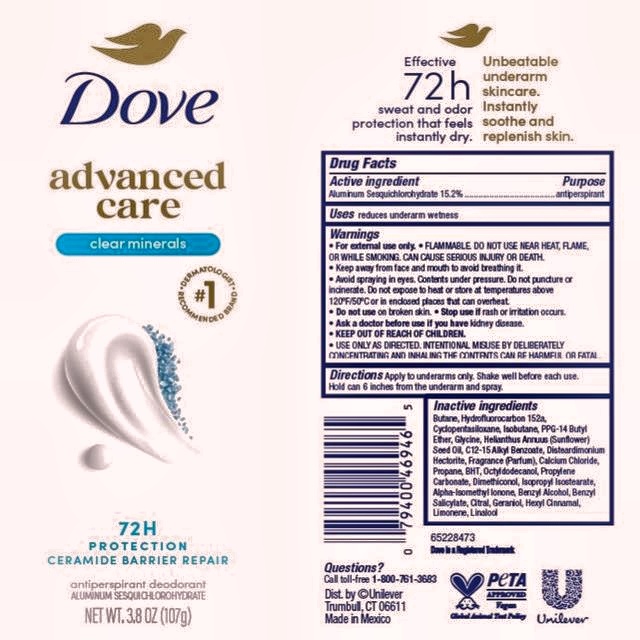 Dove
advanced
care
clear minerals
DERMATOLOGIST
#1
RECOMMENDED BRAND
72H
PROTECTION
CERAMIDE BARRIER REPAIR
antiperspirant deodorant
ALUMINUM SESQUICHLOROHYDRATE
NET WT. 3.8 OZ (107g)
Effective
72h
sweat and odor
protection that feels
instantly dry.
Unbeatable
underarm
skincare.
Instantly
soothe and
replenish skin.
Drug Facts
Active ingredient Purpose
Aluminum Sesquichlorohydrate 15.2% ........................ antiperspirant
Uses reduces underarm wetness
Warnings
• For external use only. • FLAMMABLE. DO NOT USE NEAR HEAT, FLAME,
OR WHILE SMOKING. CAN CAUSE SERIOUS INJURY OR DEATH.
• Keep away from face and mouth to avoid breathing it.
• Avoid spraying in eyes. Contents under pressure. Do not puncture or
incinerate. Do not expose to heat or store at temperatures above
120ºF/50ºC or in enclosed places that can overheat.
• Do not use on broken skin. • Stop use if rash or irritation occurs.
• Ask a doctor before use if you have kidney disease.
• KEEP OUT OF REACH OF CHILDREN.
• USE ONLY AS DIRECTED. INTENTIONAL MISUSE BY DELIBERATELY
CONCENTRATING AND INHALING THE CONTENTS CAN BE HARMFUL OR FATAL.
Directions Apply to underarms only. Shake well before each use.
Hold can 6 inches from the underarm and spray.
Inactive ingredients
Butane, Hydrofluorocarbon 152a,
Cyclopentasiloxane, Isobutane, PPG-14 Butyl
Ether, Glycine, Helianthus Annuus (Sunflower)
Seed Oil, C12-15 Alkyl Benzoate, Disteardimonium
Hectorite, Fragrance (Parfum), Calcium Chloride,
Propane, BHT, Octyldodecanol, Propylene
Carbonate, Dimethiconol, Isopropyl Isostearate,
Alpha-Isomethyl Ionone, Benzyl Alcohol, Benzyl
Salicylate, Citral, Geraniol, Hexyl Cinnamal,
Limonene, Linalool
0 79400 46946 5
65228473
Dove is a Registered Trademark
Questions?
Call toll-free 1-800-761-3683
Dist. by ©Unilever
Trumbull, CT 06611
Made in Mexico
PeTA
APPROVED
Vegan
Global Animal Test Policy
Unilever